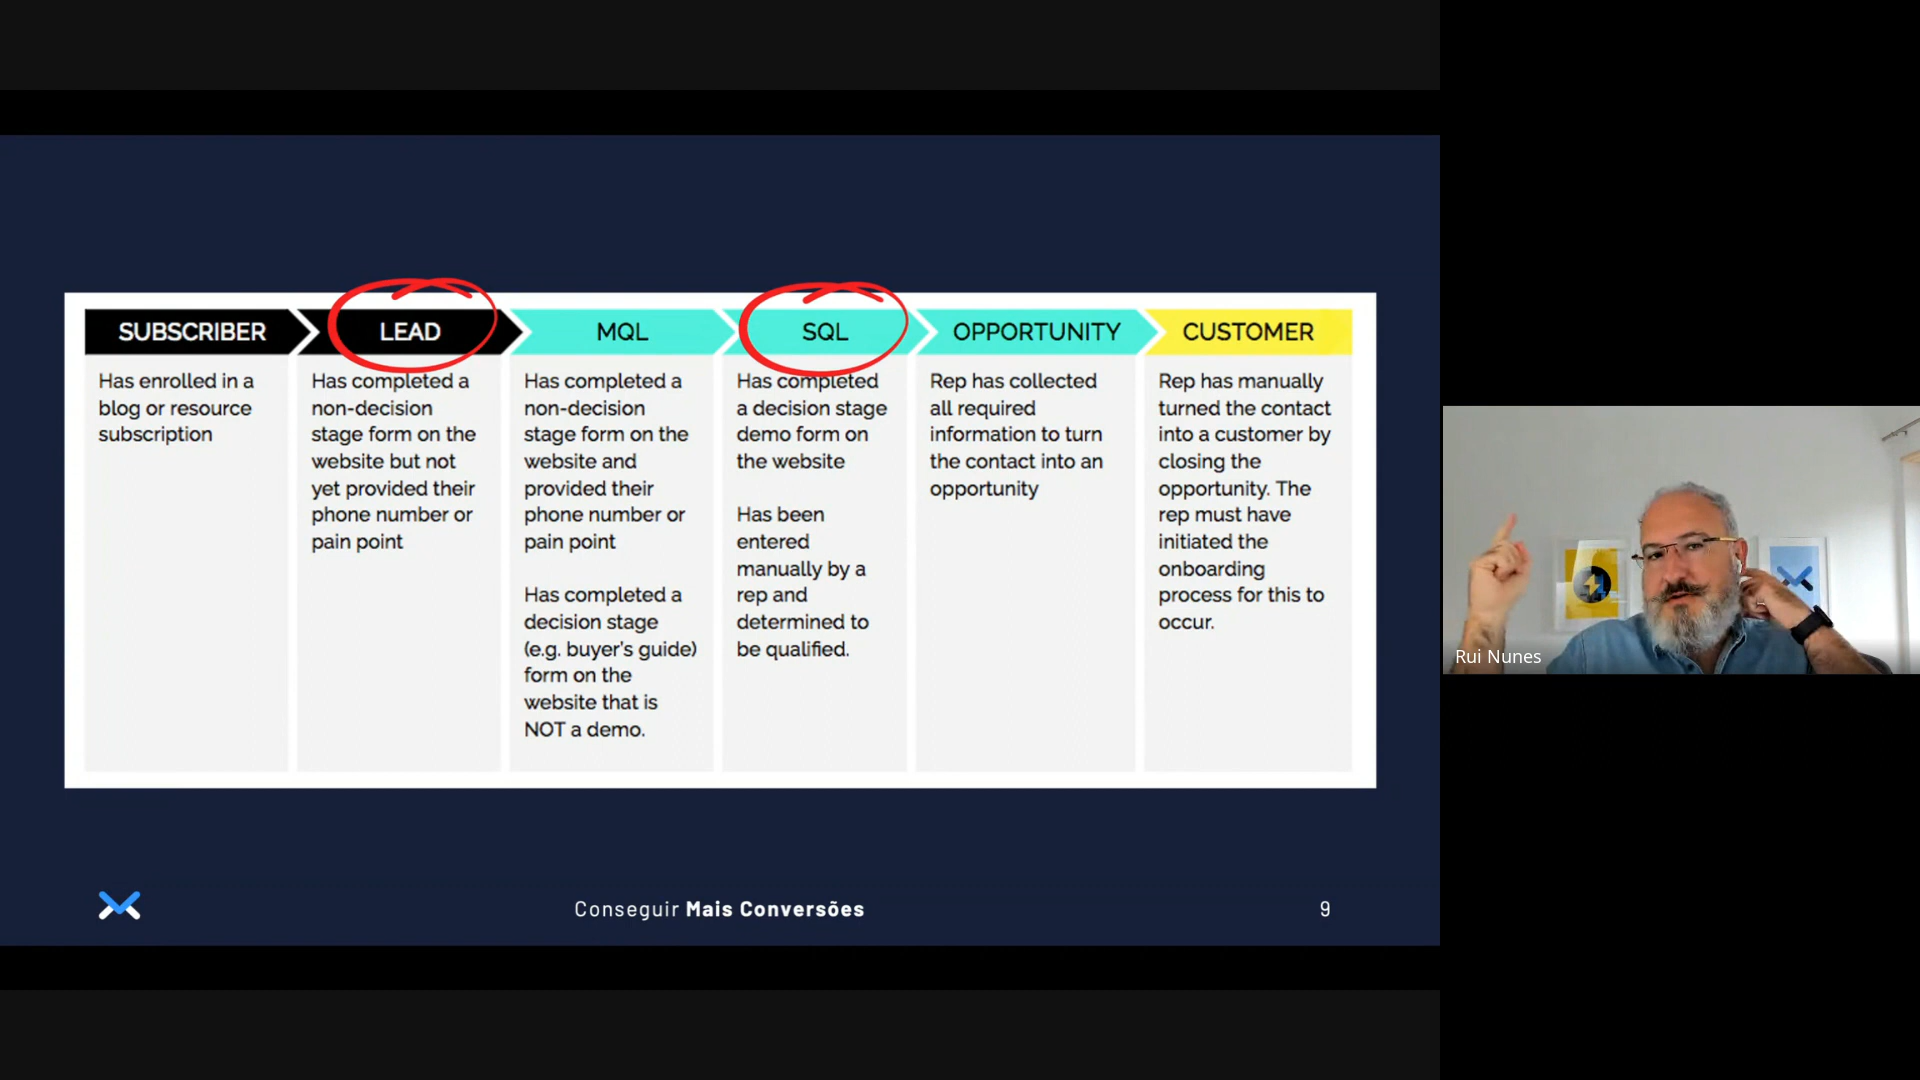 SUBSCRIBER
Has enrolled in a
blog or resource
subscription
LEAD
Has completed a
non-decision
stage form on the
website but not
yet provided their
phone number or
pain point
MQL
Has completed a
non-decision
stage form on the
website and
provided their
phone number or
pain point
Has completed a
decision stage
(e.g. buyer's guide)
form on the
website that is
NOT a demo.
SQL
Has completed
a decision stage
demo form on
the website
Has been
entered
manually by a
rep and
determined to
be qualified.
OPPORTUNITY
Rep has collected
all required
information to turn
the contact into an
opportunity
CUSTOMER
Rep has manually
turned the contact
into a customer by
closing the
opportunity. The
rep must have
initiated the
onboarding
process for this to
occur.
Conseguir Mais Conversões
9
Rui Nunes